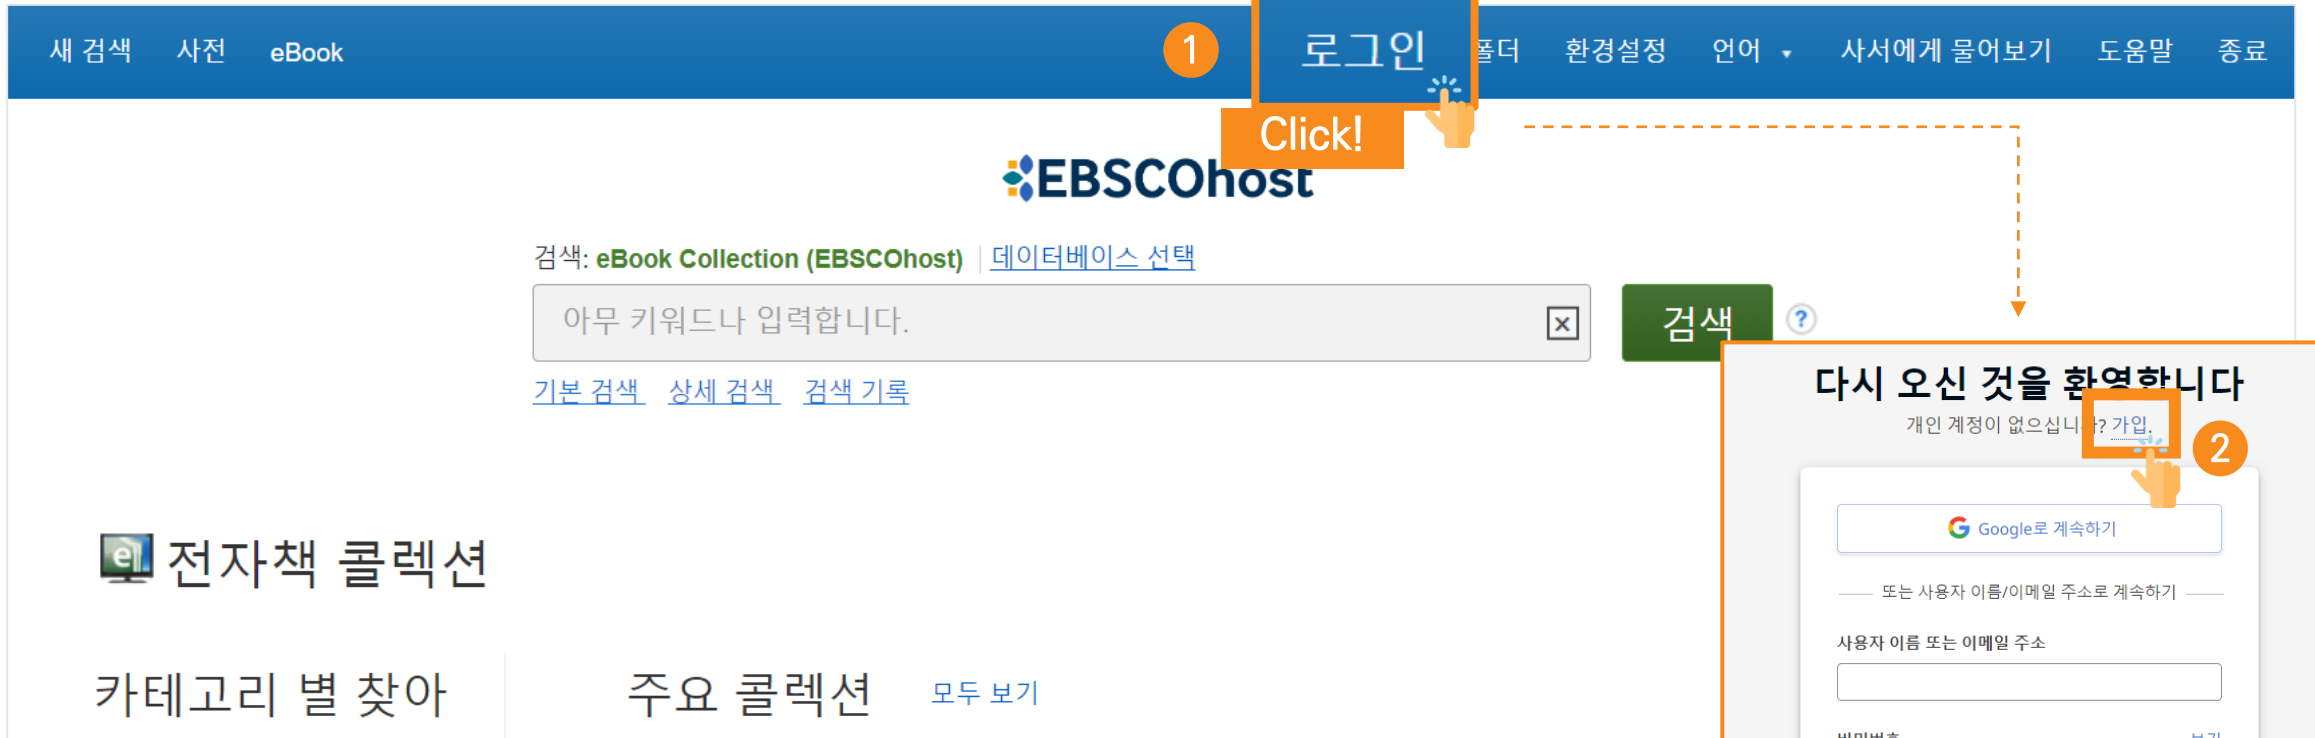 새 검색 사전 eBook 1 로그인 폴더 환경설정 언어 사서에게 물어보기 도움말 종료
Click!
EBSCOhost
검색: eBook Collection (EBSCOhost) 데이터베이스 선택
아무 키워드나 입력합니다.
검색 ?
기본 검색 상세 검색 검색 기록
다시 오신 것을 환영합니다
개인 계정이 없으십니까? 가입.
2
Google로 계속하기
전자책 콜렉션
또는 사용자 이름/이메일 주소로 계속하기
사용자 이름 또는 이메일 주소
카테고리 별 찾아
주요 콜렉션 모두 보기